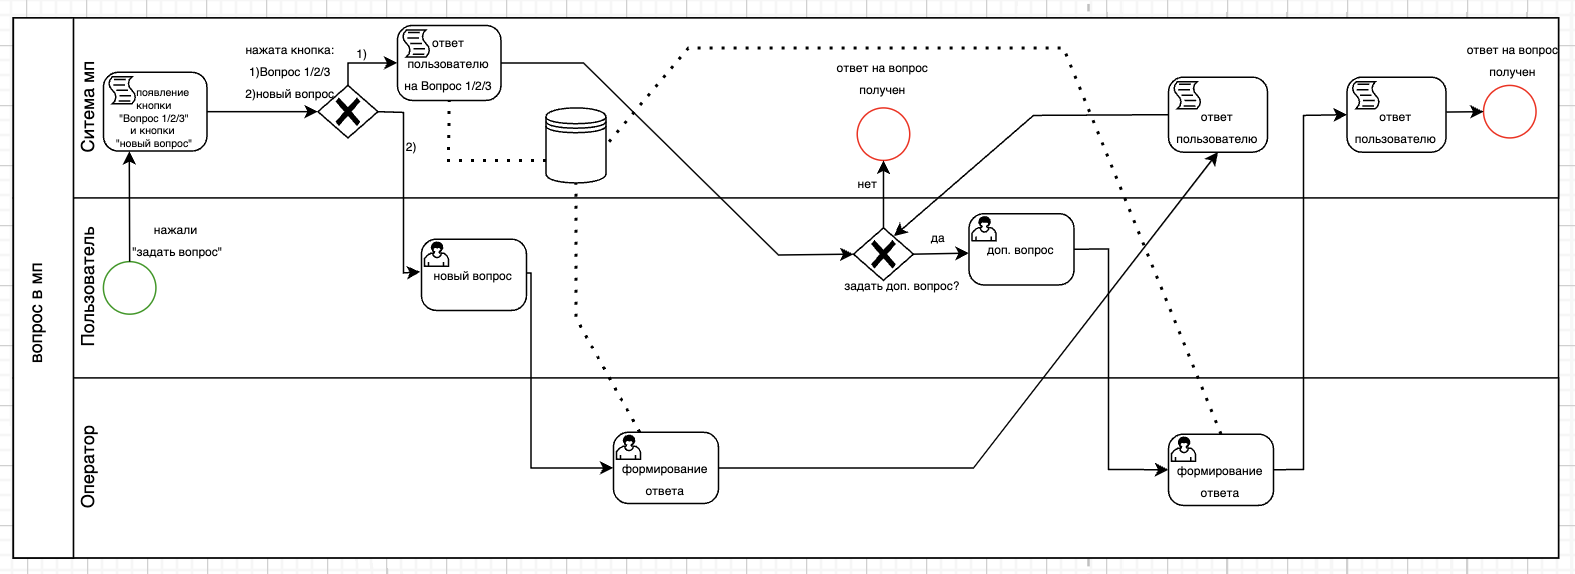 вопрос в мп
Ситема мп
Пользователь
Оператор
нажали
"задать вопрос"
появление
кнопки
"Вопрос 1/2/3"
и кнопки
"новый вопрос"
нажата кнопка:
1)Вопрос 1/2/3
2)новый вопрос
1)
2)
ответ
пользователю
на Вопрос 1/2/3
новый вопрос
формирование
ответа
ответ на вопрос
получен
нет
да
задать доп. вопрос?
доп. вопрос
ответ
пользователю
формирование
ответа
ответ
пользователю
ответ на вопрос
получен